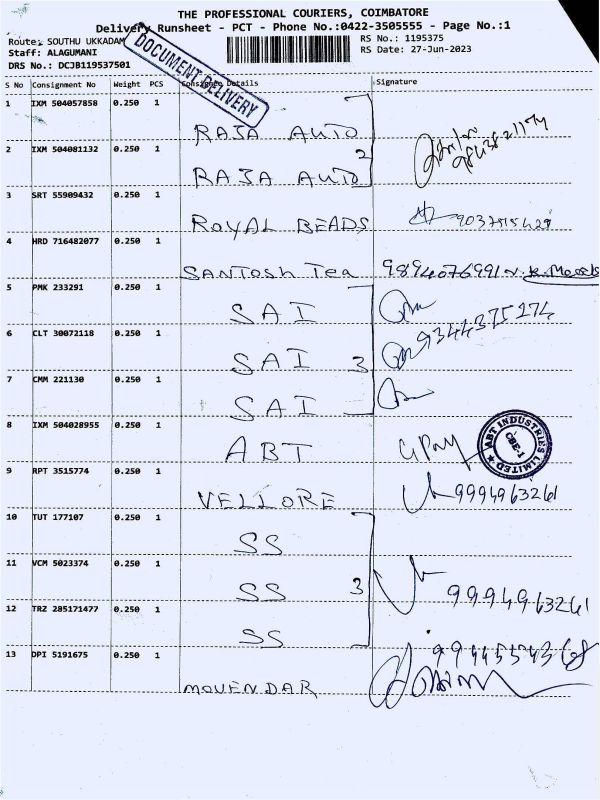 THE PROFESSIONAL COURIERS, COIMBATORE
Delivery Runsheet - PCT - Phone No.:0422-3505555 - Page No.:1
Route: SOUTHU UKKADAM
RS No.: 1195375
Staff: ALAGUMANI
RS Date: 27-Jun-2023
DRS No.: DCJB119537501
DOCUMENT DELIVERY
S No Consignment No Weight PCS Consignee Details Signature
1 IXM 504057858 0.250 1
RAJA AUTO
2 IXM 504081132 0.250 1
2
RAJA AUTO
3 SRT 55909432 0.250 1
ROYAL BEADS
4 HRD 716482077 0.250 1
SANTOSH Tea 9894076991
5 PMK 233291 0.250 1
SAI
9344375174
6 CLT 30072118 0.250 1
SAI 3
7 CMM 221130 0.250 1
SAI
8 IXM 504028955 0.250 1
ABT
ABT INDUSTRIES LIMITED
CBE-1
9 RPT 3515774 0.250 1
VELLORE 9994963261
10 TUT 177107 0.250 1
SS
11 VCM 5023374 0.250 1
SS 3 9994963261
12 TRZ 285171477 0.250 1
SS
13 DPI 5191675 0.250 1
MOVENDAR